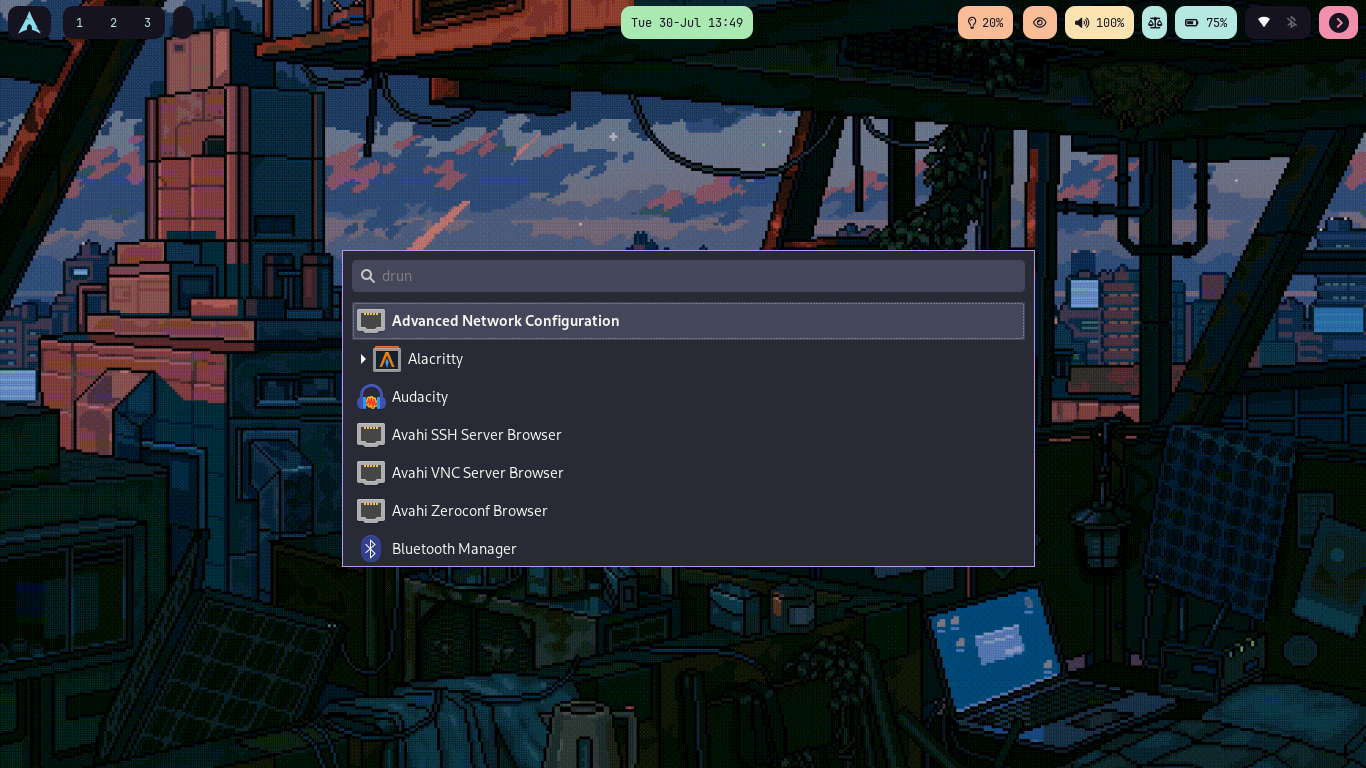 1 2 3
Tue 30-Jul 13:49
20%
100%
75%
drun
Advanced Network Configuration
Alacritty
Audacity
Avahi SSH Server Browser
Avahi VNC Server Browser
Avahi Zeroconf Browser
Bluetooth Manager